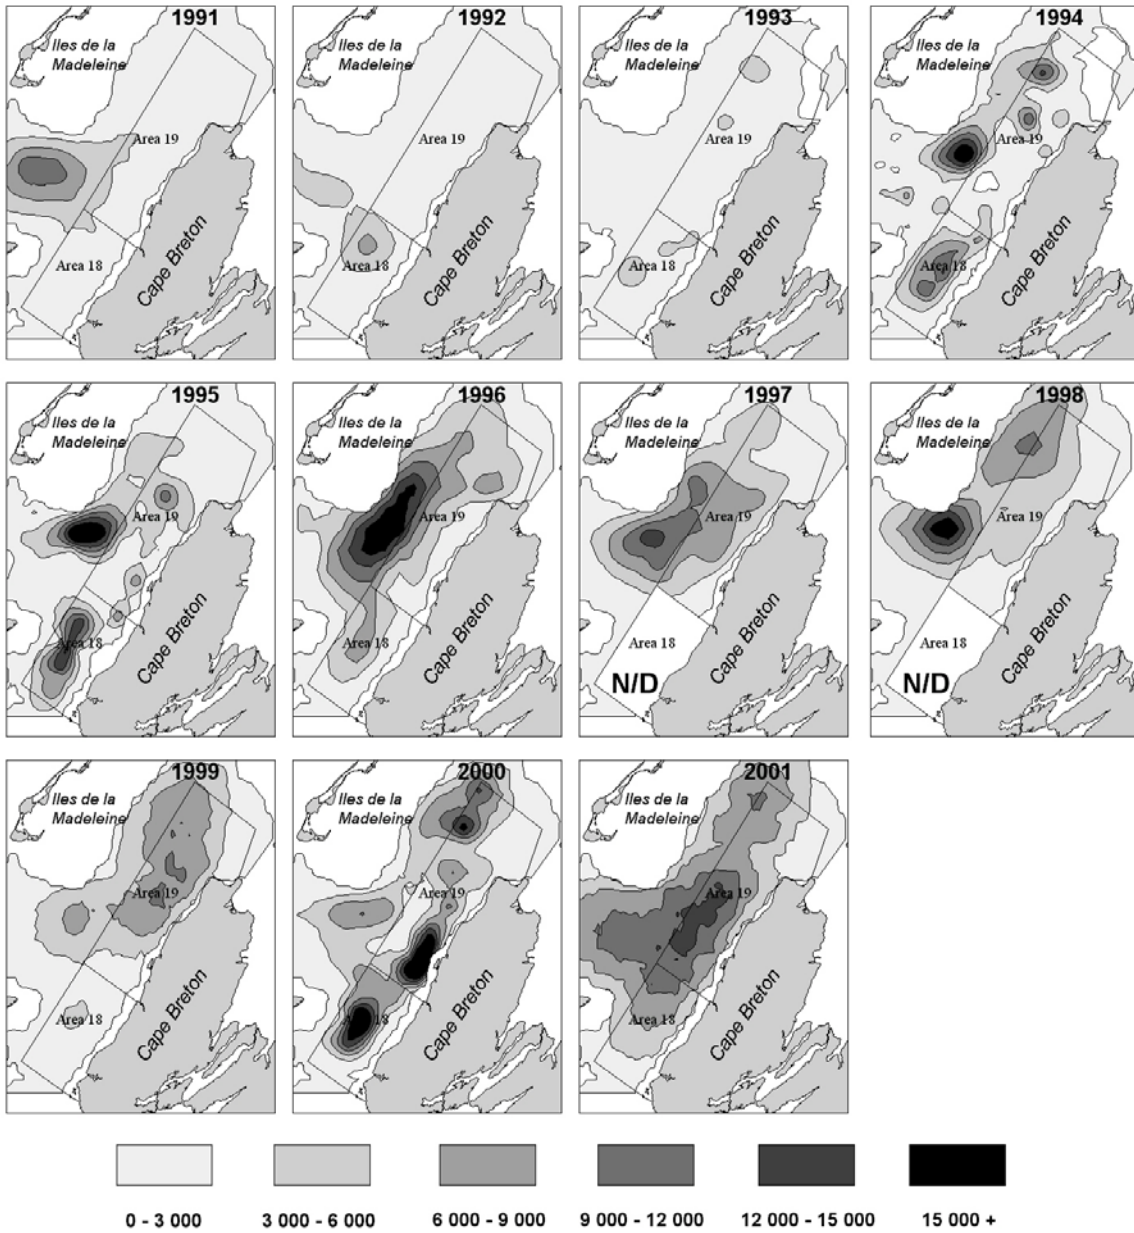 1991
Iles de la
Madeleine
Area 19
Area 18
Cape Breton
1992
Iles de la
Madeleine
Area 19
Area 18
Cape Breton
1993
Iles de la
Madeleine
Area 19
Area 18
Cape Breton
1994
Iles de la
Madeleine
Area 19
Area 18
Cape Breton
1995
Iles de la
Madeleine
Area 19
Area 18
Cape Breton
1996
Iles de la
Madeleine
Area 19
Area 18
Cape Breton
1997
Iles de la
Madeleine
Area 19
Area 18
N/D
Cape Breton
1998
Iles de la
Madeleine
Area 19
Area 18
N/D
Cape Breton
1999
Iles de la
Madeleine
Area 19
Area 18
Cape Breton
2000
Iles de la
Madeleine
Area 19
Area 18
Cape Breton
2001
Iles de la
Madeleine
Area 19
Area 18
Cape Breton
0 - 3 000
3 000 - 6 000
6 000 - 9 000
9 000 - 12 000
12 000 - 15 000
15 000 +